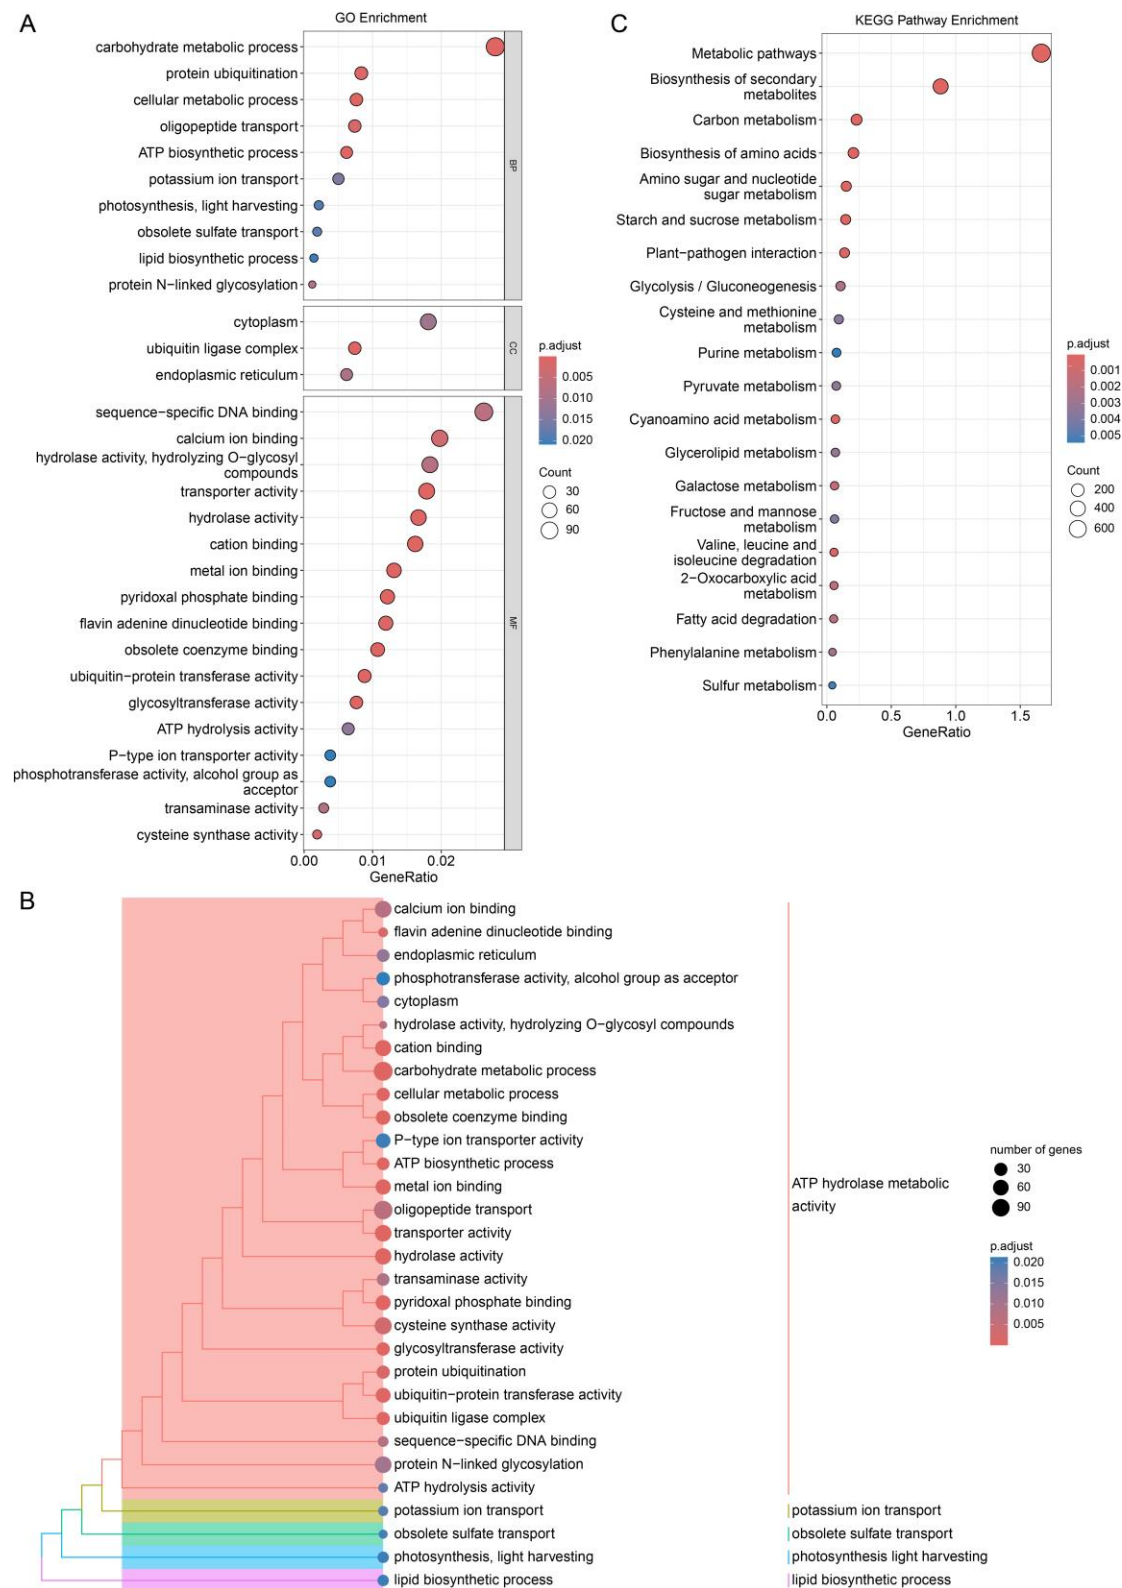 A
GO Enrichment
carbohydrate metabolic process
protein ubiquitination
cellular metabolic process
oligopeptide transport
ATP biosynthetic process
potassium ion transport
photosynthesis, light harvesting
obsolete sulfate transport
lipid biosynthetic process
protein N−linked glycosylation
BP
cytoplasm
ubiquitin ligase complex
endoplasmic reticulum
CC
sequence−specific DNA binding
calcium ion binding
hydrolase activity, hydrolyzing O−glycosyl
compounds
transporter activity
hydrolase activity
cation binding
metal ion binding
pyridoxal phosphate binding
flavin adenine dinucleotide binding
obsolete coenzyme binding
ubiquitin−protein transferase activity
glycosyltransferase activity
ATP hydrolysis activity
P−type ion transporter activity
phosphotransferase activity, alcohol group as
acceptor
transaminase activity
cysteine synthase activity
MF
0.00 0.01 0.02
GeneRatio
p.adjust
0.005
0.010
0.015
0.020
Count
30
60
90
C
KEGG Pathway Enrichment
Metabolic pathways
Biosynthesis of secondary
metabolites
Carbon metabolism
Biosynthesis of amino acids
Amino sugar and nucleotide
sugar metabolism
Starch and sucrose metabolism
Plant−pathogen interaction
Glycolysis / Gluconeogenesis
Cysteine and methionine
metabolism
Purine metabolism
Pyruvate metabolism
Cyanoamino acid metabolism
Glycerolipid metabolism
Galactose metabolism
Fructose and mannose
metabolism
Valine, leucine and
isoleucine degradation
2−Oxocarboxylic acid
metabolism
Fatty acid degradation
Phenylalanine metabolism
Sulfur metabolism
0.0 0.5 1.0 1.5
GeneRatio
p.adjust
0.001
0.002
0.003
0.004
0.005
Count
200
400
600
B
calcium ion binding
flavin adenine dinucleotide binding
endoplasmic reticulum
phosphotransferase activity, alcohol group as acceptor
cytoplasm
hydrolase activity, hydrolyzing O−glycosyl compounds
cation binding
carbohydrate metabolic process
cellular metabolic process
obsolete coenzyme binding
P−type ion transporter activity
ATP biosynthetic process
metal ion binding
oligopeptide transport
transporter activity
hydrolase activity
transaminase activity
pyridoxal phosphate binding
cysteine synthase activity
glycosyltransferase activity
protein ubiquitination
ubiquitin−protein transferase activity
ubiquitin ligase complex
sequence−specific DNA binding
protein N−linked glycosylation
ATP hydrolysis activity
potassium ion transport
obsolete sulfate transport
photosynthesis, light harvesting
lipid biosynthetic process
ATP hydrolase metabolic
activity
potassium ion transport
obsolete sulfate transport
photosynthesis light harvesting
lipid biosynthetic process
number of genes
30
60
90
p.adjust
0.020
0.015
0.010
0.005